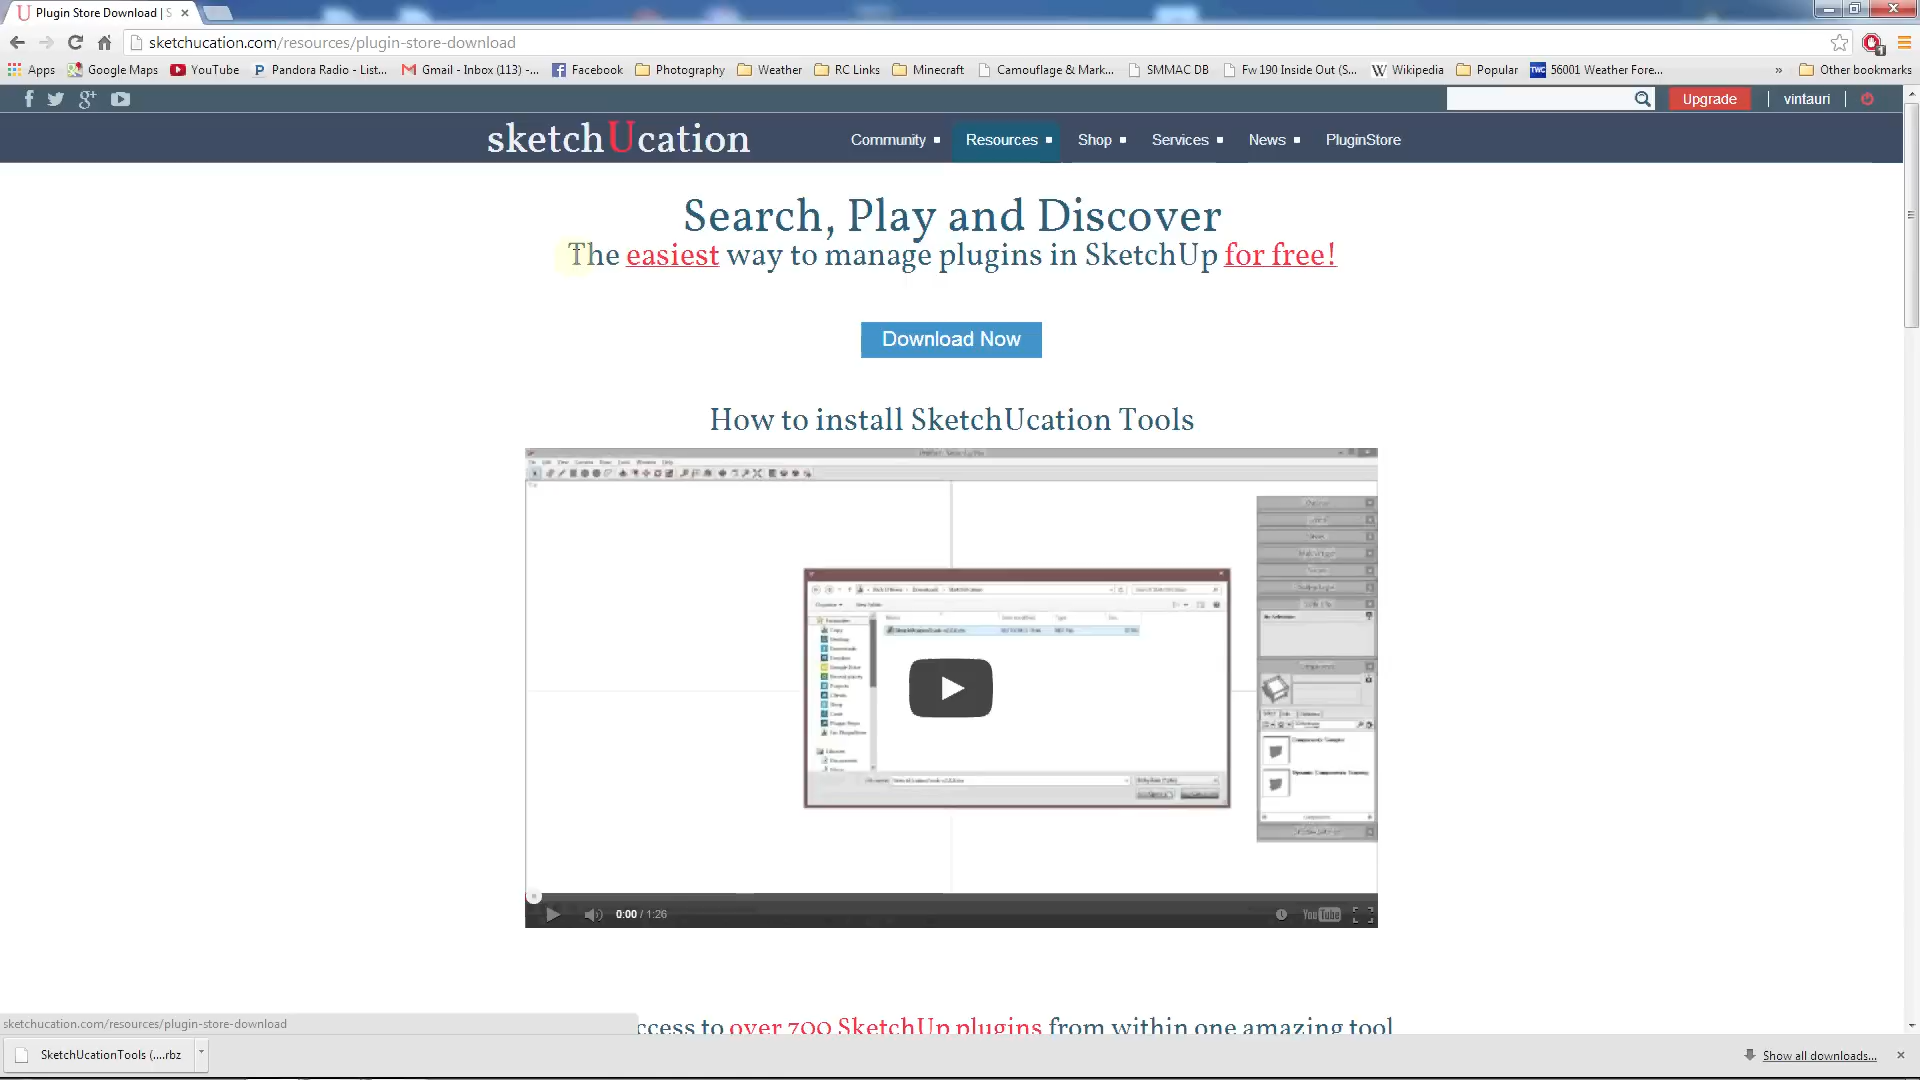 Plugin Store Download | S
sketchucation.com/resources/plugin-store-download
Apps Google Maps YouTube Pandora Radio - List... Gmail - Inbox (113) -... Facebook Photography Weather RC Links Minecraft Camouflage & Mark... SMMAC DB Fw 190 Inside Out (S... Wikipedia Popular 56001 Weather Fore... » Other bookmarks
Upgrade | vintauri |
sketchUcation Community Resources Shop Services News PluginStore
Search, Play and Discover
The easiest way to manage plugins in SketchUp for free!
Download Now
How to install SketchUcation Tools
0:00 / 1:26 YouTube
ccess to over 700 SketchUp plugins from within one amazing tool
sketchucation.com/resources/plugin-store-download
SketchUcationTools (....rbz Show all downloads...